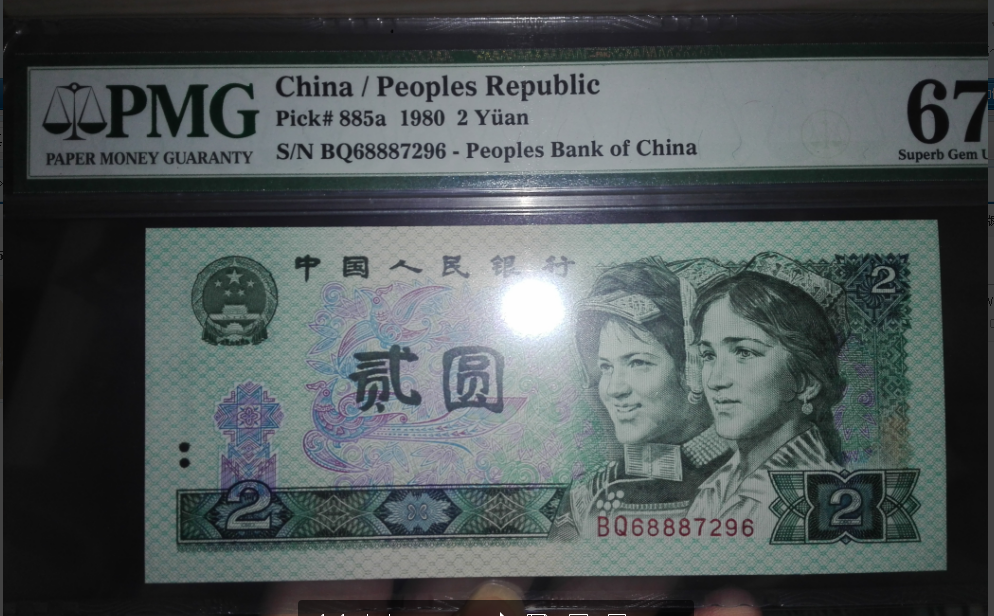 PMG
PAPER MONEY GUARANTY
China / Peoples Republic
Pick# 885a 1980 2 Yüan
S/N BQ68887296 - Peoples Bank of China
67
Superb Gem
中国人民银行
2
贰圆
2
BQ68887296
2